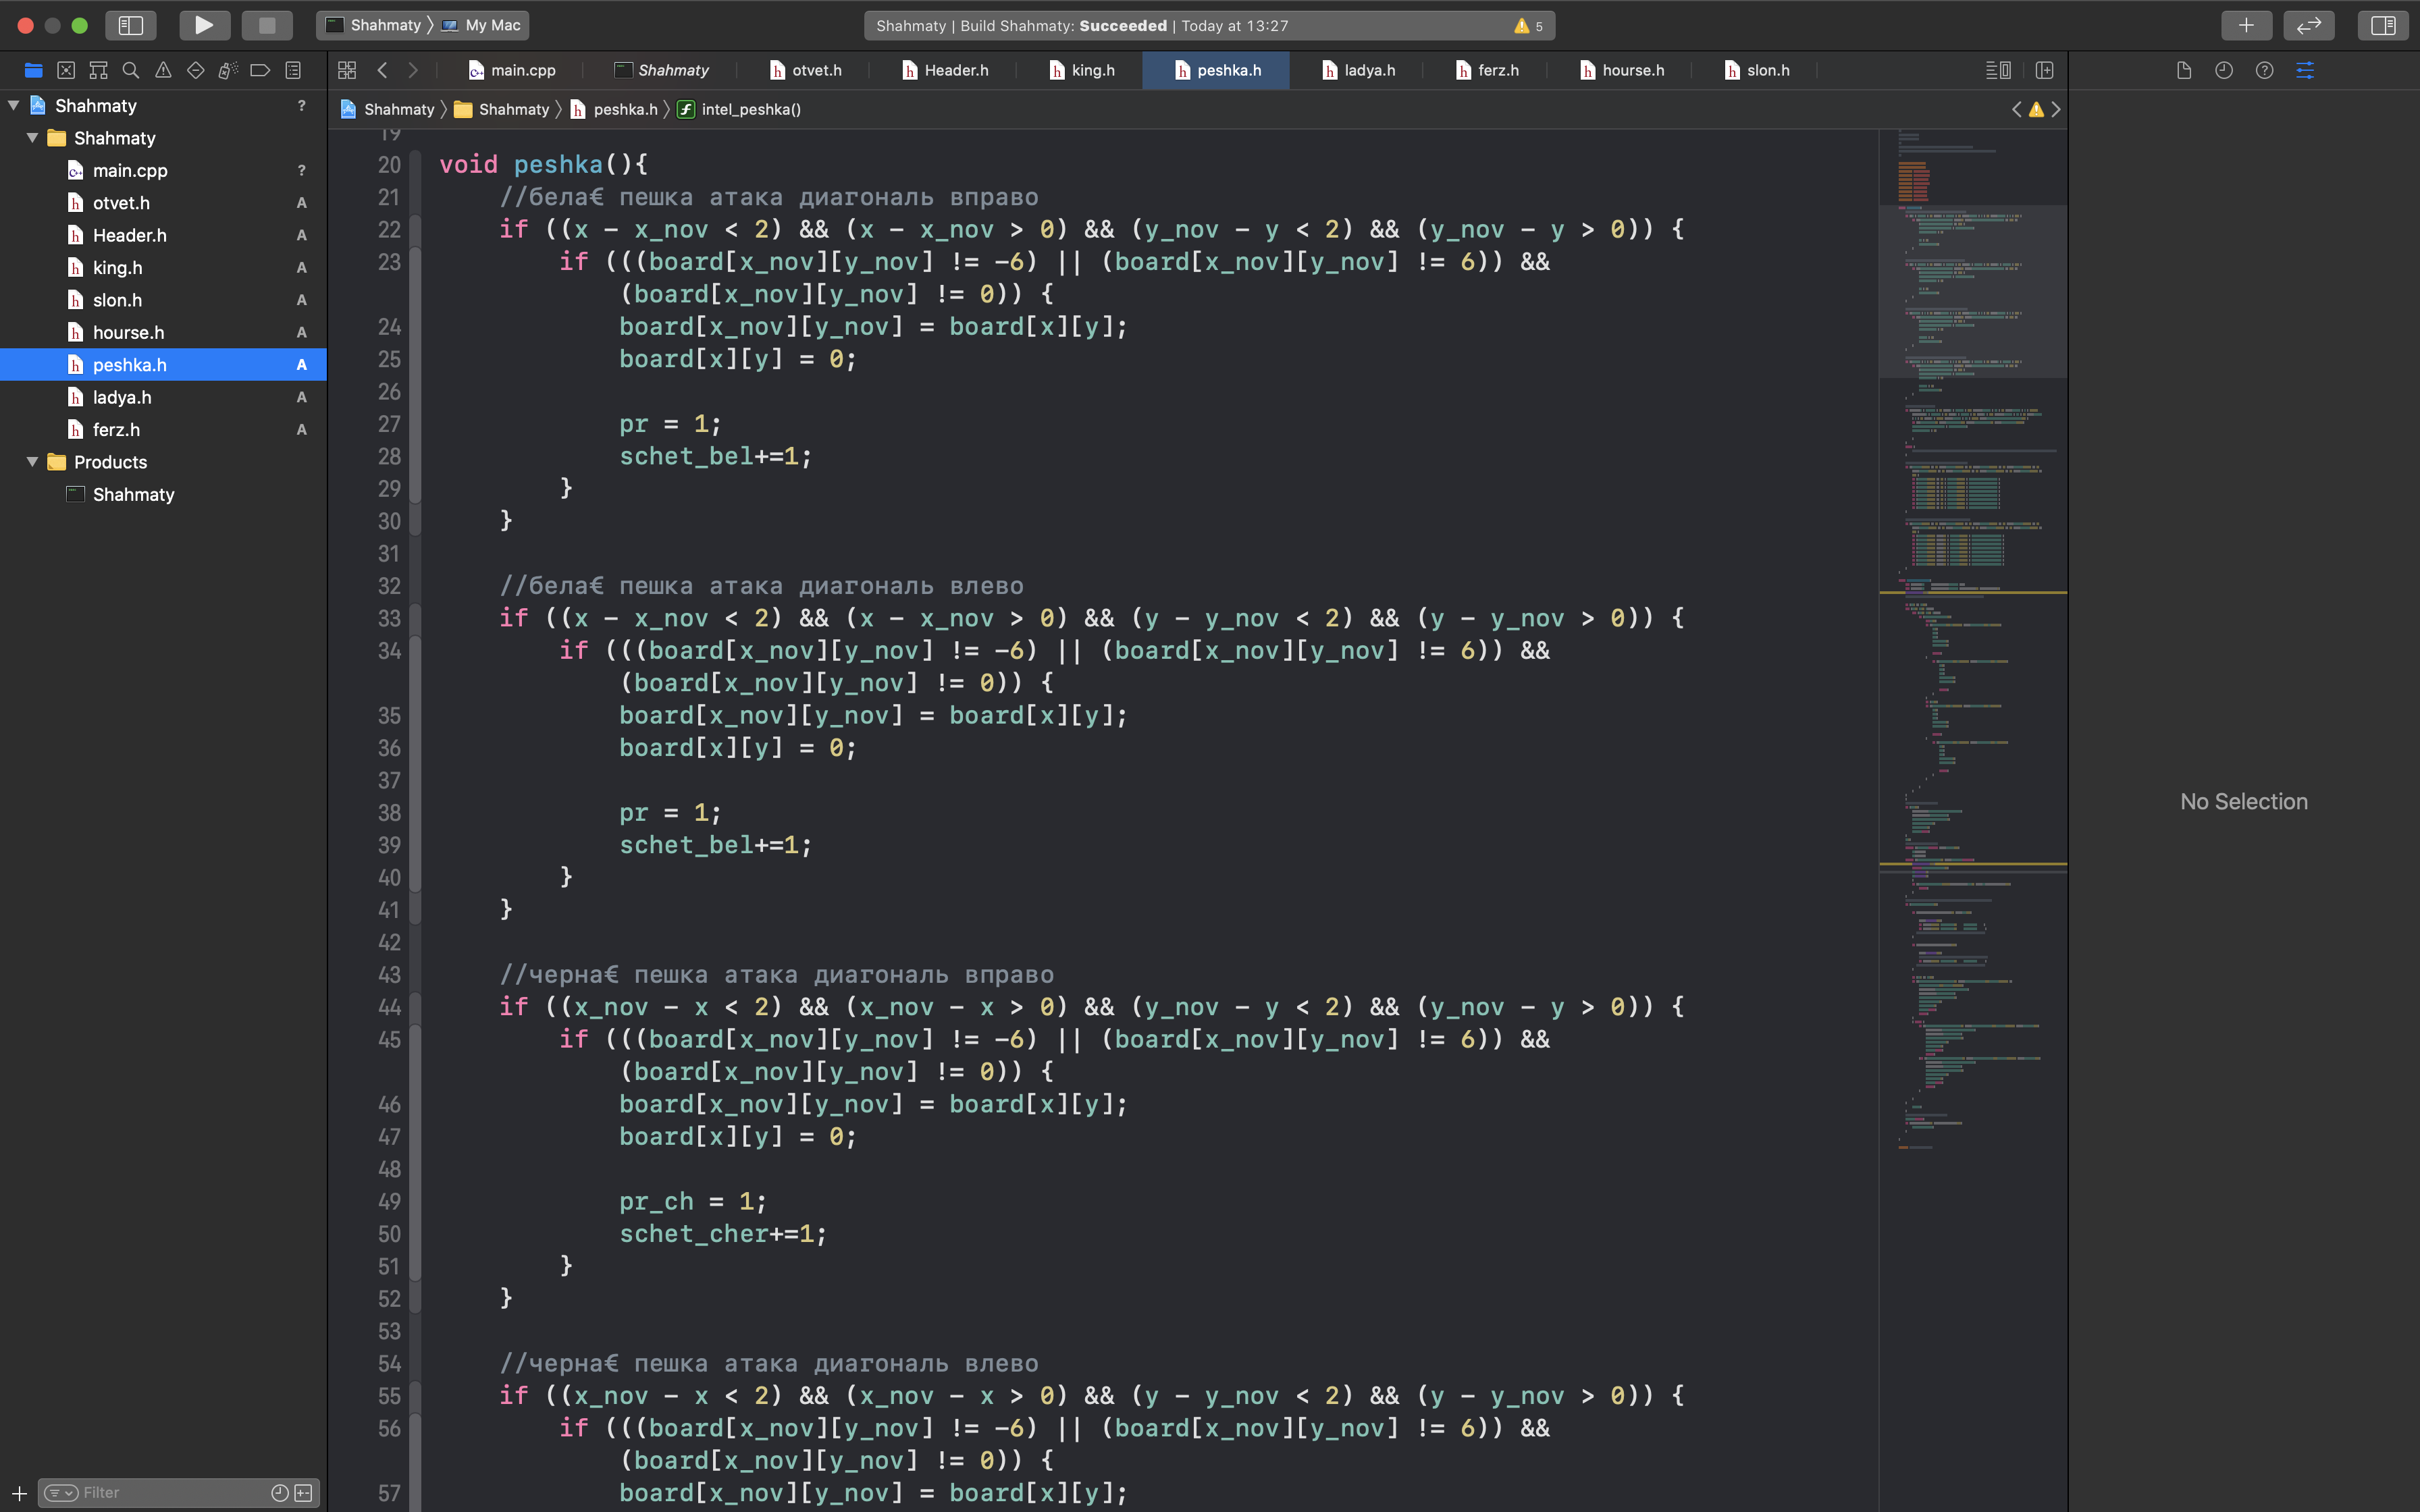 Shahmaty 〉 My Mac
Shahmaty | Build Shahmaty: Succeeded | Today at 13:27
5
main.cpp
Shahmaty
otvet.h
Header.h
king.h
peshka.h
ladya.h
ferz.h
hourse.h
slon.h
Shahmaty 〉 Shahmaty 〉 peshka.h 〉 intel_peshka()
Shahmaty ?
Shahmaty
main.cpp ?
otvet.h A
Header.h A
king.h A
slon.h A
hourse.h A
peshka.h A
ladya.h A
ferz.h A
Products
Shahmaty
Filter
19
20 void peshka(){
21 //бела€ пешка атака диагональ вправо
22 if ((x - x_nov < 2) && (x - x_nov > 0) && (y_nov - y < 2) && (y_nov - y > 0)) {
23 if (((board[x_nov][y_nov] != -6) || (board[x_nov][y_nov] != 6)) &&
(board[x_nov][y_nov] != 0)) {
24 board[x_nov][y_nov] = board[x][y];
25 board[x][y] = 0;
26
27 pr = 1;
28 schet_bel+=1;
29 }
30 }
31
32 //бела€ пешка атака диагональ влево
33 if ((x - x_nov < 2) && (x - x_nov > 0) && (y - y_nov < 2) && (y - y_nov > 0)) {
34 if (((board[x_nov][y_nov] != -6) || (board[x_nov][y_nov] != 6)) &&
(board[x_nov][y_nov] != 0)) {
35 board[x_nov][y_nov] = board[x][y];
36 board[x][y] = 0;
37
38 pr = 1;
39 schet_bel+=1;
40 }
41 }
42
43 //черна€ пешка атака диагональ вправо
44 if ((x_nov - x < 2) && (x_nov - x > 0) && (y_nov - y < 2) && (y_nov - y > 0)) {
45 if (((board[x_nov][y_nov] != -6) || (board[x_nov][y_nov] != 6)) &&
(board[x_nov][y_nov] != 0)) {
46 board[x_nov][y_nov] = board[x][y];
47 board[x][y] = 0;
48
49 pr_ch = 1;
50 schet_cher+=1;
51 }
52 }
53
54 //черна€ пешка атака диагональ влево
55 if ((x_nov - x < 2) && (x_nov - x > 0) && (y - y_nov < 2) && (y - y_nov > 0)) {
56 if (((board[x_nov][y_nov] != -6) || (board[x_nov][y_nov] != 6)) &&
(board[x_nov][y_nov] != 0)) {
57 board[x_nov][y_nov] = board[x][y];
No Selection